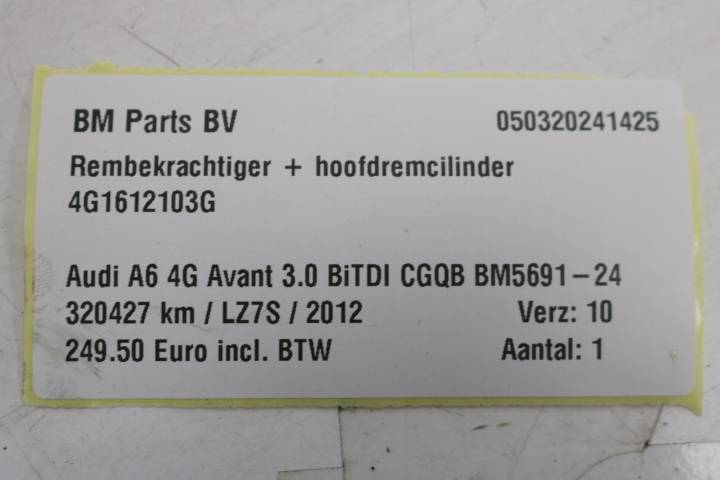 BM Parts BV 050320241425
Rembekrachtiger + hoofdremcilinder
4G1612103G
Audi A6 4G Avant 3.0 BiTDI CGQB BM5691-24
320427 km / LZ7S / 2012 Verz: 10
249.50 Euro incl. BTW Aantal: 1